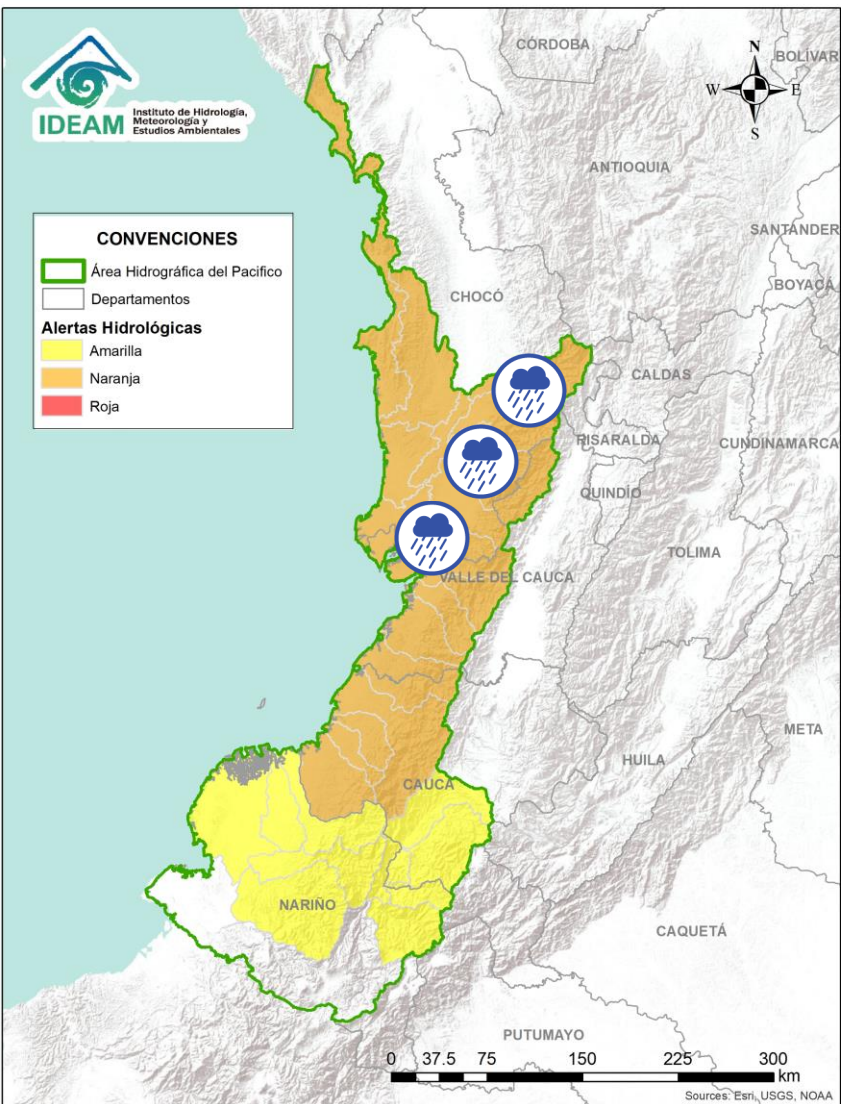 IDEAM
Instituto de Hidrología,
Meteorología y
Estudios Ambientales
CÓRDOBA
BOLÍVAR
N
W
E
S
ANTIOQUIA
SANTANDER
BOYACÁ
CONVENCIONES
Área Hidrográfica del Pacifico
Departamentos
Alertas Hidrológicas
Amarilla
Naranja
Roja
CHOCÓ
CALDAS
RISARALDA
CUNDINAMARCA
QUINDÍO
TOLIMA
VALLE DEL CAUCA
META
HUILA
CAUCA
NARIÑO
CAQUETÁ
PUTUMAYO
0 37.5 75 150 225 300
km
Sources: Esri, USGS, NOAA